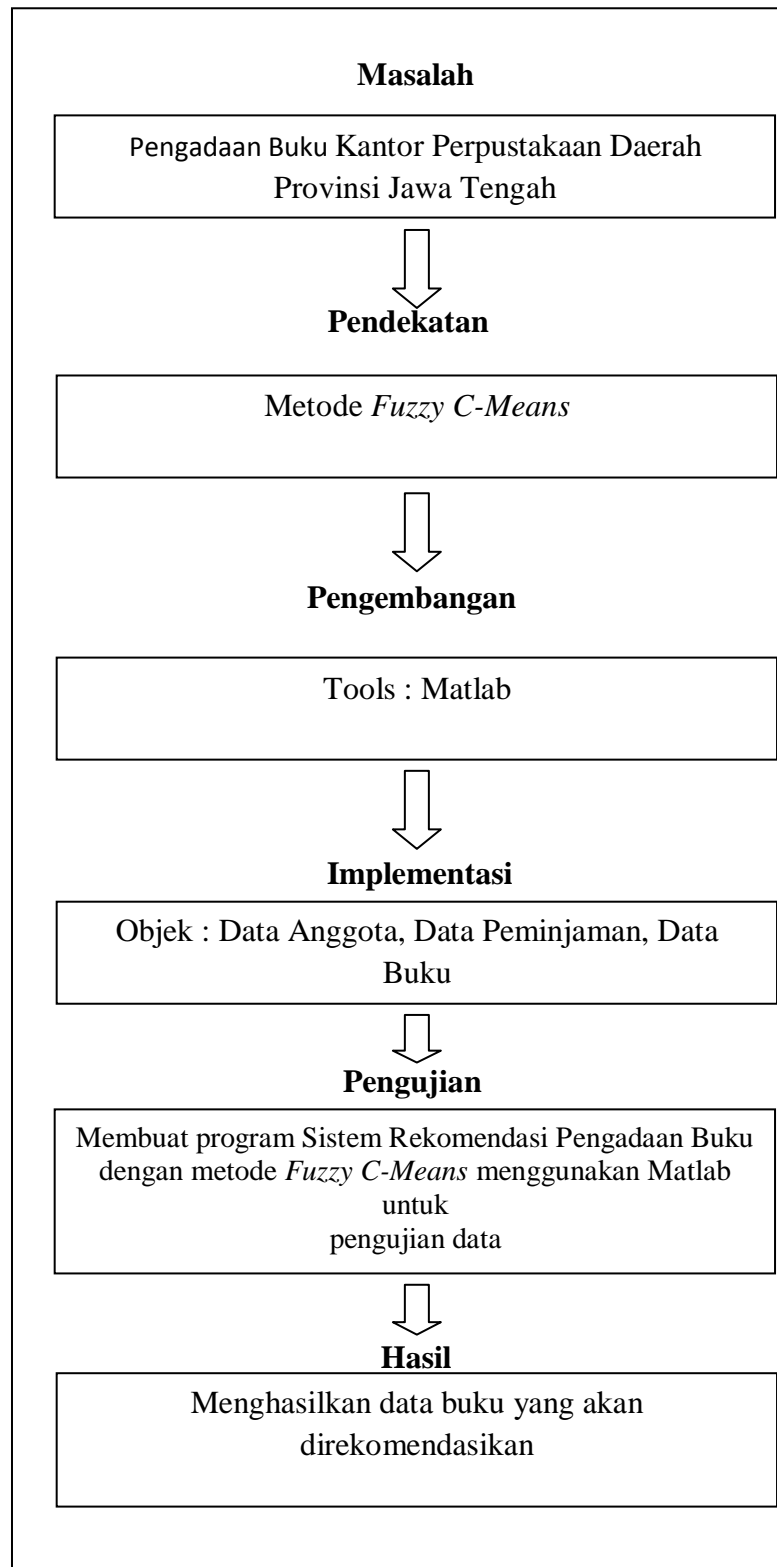 Masalah
Pengadaan Buku Kantor Perpustakaan Daerah
Provinsi Jawa Tengah
Pendekatan
Metode Fuzzy C-Means
Pengembangan
Tools : Matlab
Implementasi
Objek : Data Anggota, Data Peminjaman, Data
Buku
Pengujian
Membuat program Sistem Rekomendasi Pengadaan Buku
dengan metode Fuzzy C-Means menggunakan Matlab
untuk
pengujian data
Hasil
Menghasilkan data buku yang akan
direkomendasikan